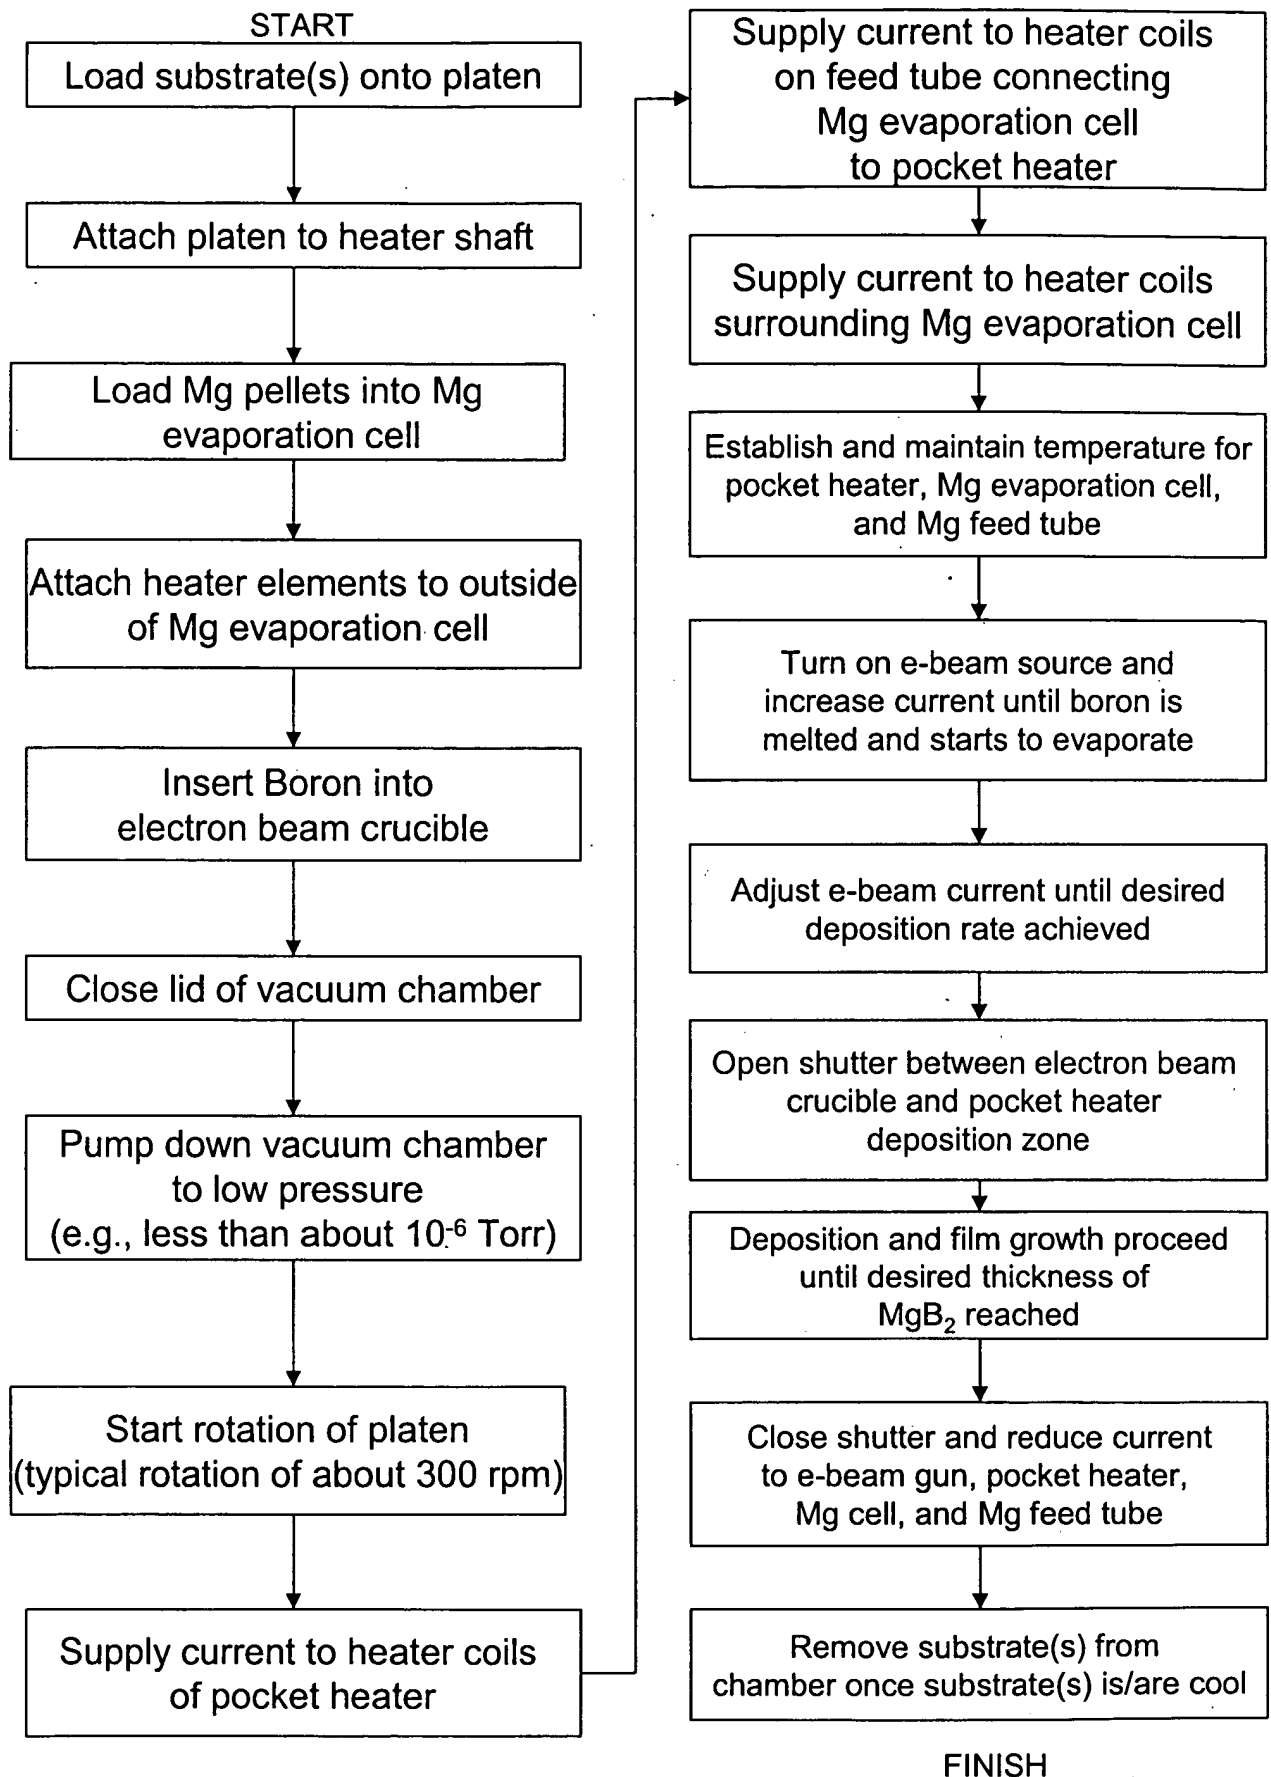 START
Load substrate(s) onto platen
Attach platen to heater shaft
Load Mg pellets into Mg
evaporation cell
Attach heater elements to outside
of Mg evaporation cell
Insert Boron into
electron beam crucible
Close lid of vacuum chamber
Pump down vacuum chamber
to low pressure
(e.g., less than about 10⁻⁶ Torr)
Start rotation of platen
(typical rotation of about 300 rpm)
Supply current to heater coils
of pocket heater
Supply current to heater coils
on feed tube connecting
Mg evaporation cell
to pocket heater
Supply current to heater coils
surrounding Mg evaporation cell
Establish and maintain temperature for
pocket heater, Mg evaporation cell,
and Mg feed tube
Turn on e-beam source and
increase current until boron is
melted and starts to evaporate
Adjust e-beam current until desired
deposition rate achieved
Open shutter between electron beam
crucible and pocket heater
deposition zone
Deposition and film growth proceed
until desired thickness of
MgB₂ reached
Close shutter and reduce current
to e-beam gun, pocket heater,
Mg cell, and Mg feed tube
Remove substrate(s) from
chamber once substrate(s) is/are cool
FINISH